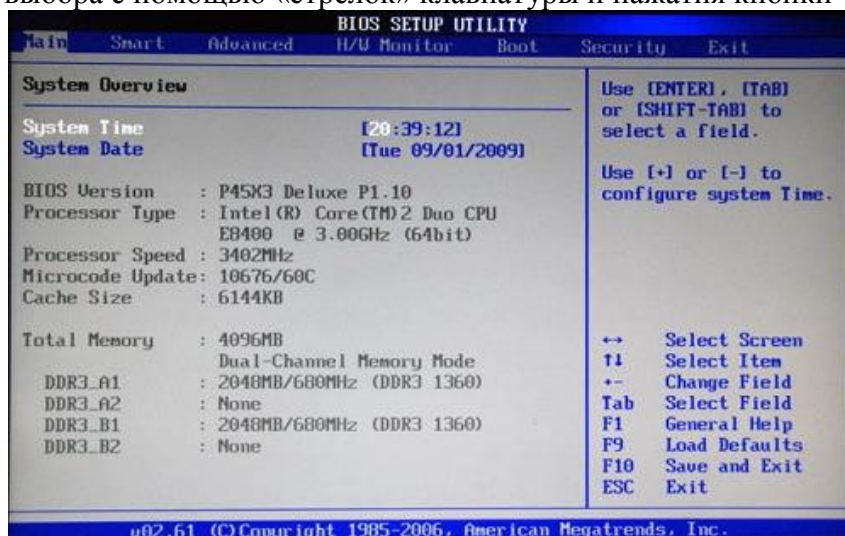 выбора с помощью «стрелок» клавиатуры и нажатия кнопки
BIOS SETUP UTILITY
Main Smart Advanced H/W Monitor Boot Security Exit
System Overview
System Time [20:39:12]
System Date [Tue 09/01/2009]
BIOS Version : P45X3 Deluxe P1.10
Processor Type : Intel(R) Core(TM)2 Duo CPU
E8400 @ 3.00GHz (64bit)
Processor Speed : 3402MHz
Microcode Update: 10676/60C
Cache Size : 6144KB
Total Memory : 4096MB
Dual-Channel Memory Mode
DDR3_A1 : 2048MB/680MHz (DDR3 1360)
DDR3_A2 : None
DDR3_B1 : 2048MB/680MHz (DDR3 1360)
DDR3_B2 : None
Use [ENTER], [TAB]
or [SHIFT-TAB] to
select a field.
Use [+] or [-] to
configure system Time.
↔ Select Screen
↑↓ Select Item
+- Change Field
Tab Select Field
F1 General Help
F9 Load Defaults
F10 Save and Exit
ESC Exit
v02.61 (C)Copyright 1985-2006, American Megatrends, Inc.